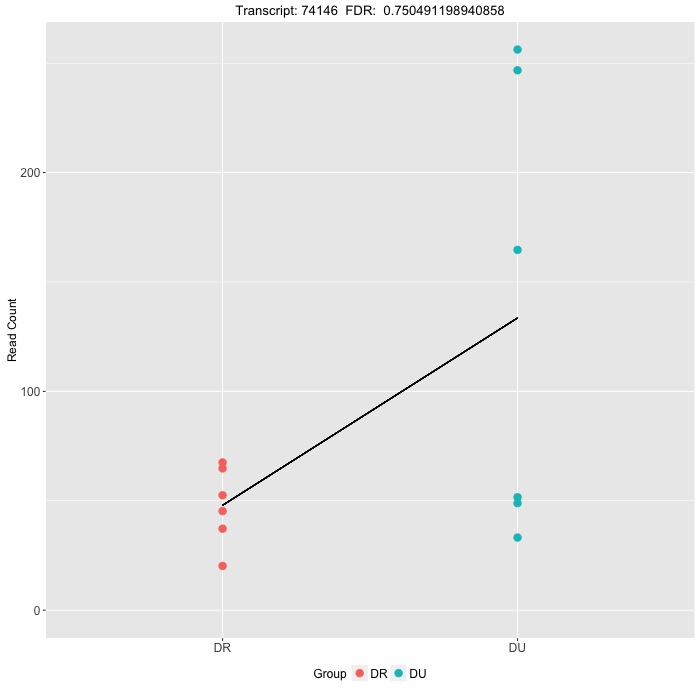 Transcript: 74146  FDR:  0.750491198940858
Read Count
200
100
0
DR DU
Group DR DU